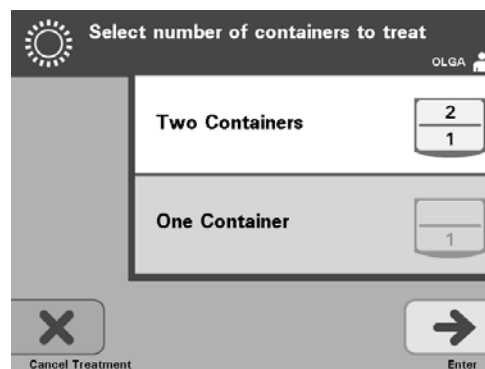 Select number of containers to treat
OLGA
Two Containers
2
1
One Container
1
Cancel Treatment
Enter